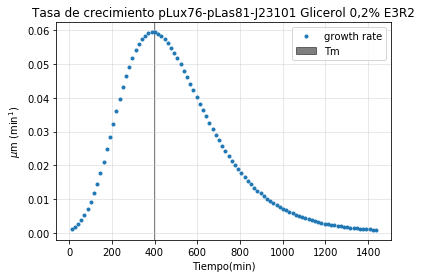 Tasa de crecimiento pLux76-pLas81-J23101 Glicerol 0,2% E3R2
growth rate
Tm
0.06
0.05
0.04
0.03
0.02
0.01
0.00
μm (min¹)
0 200 400 600 800 1000 1200 1400
Tiempo(min)